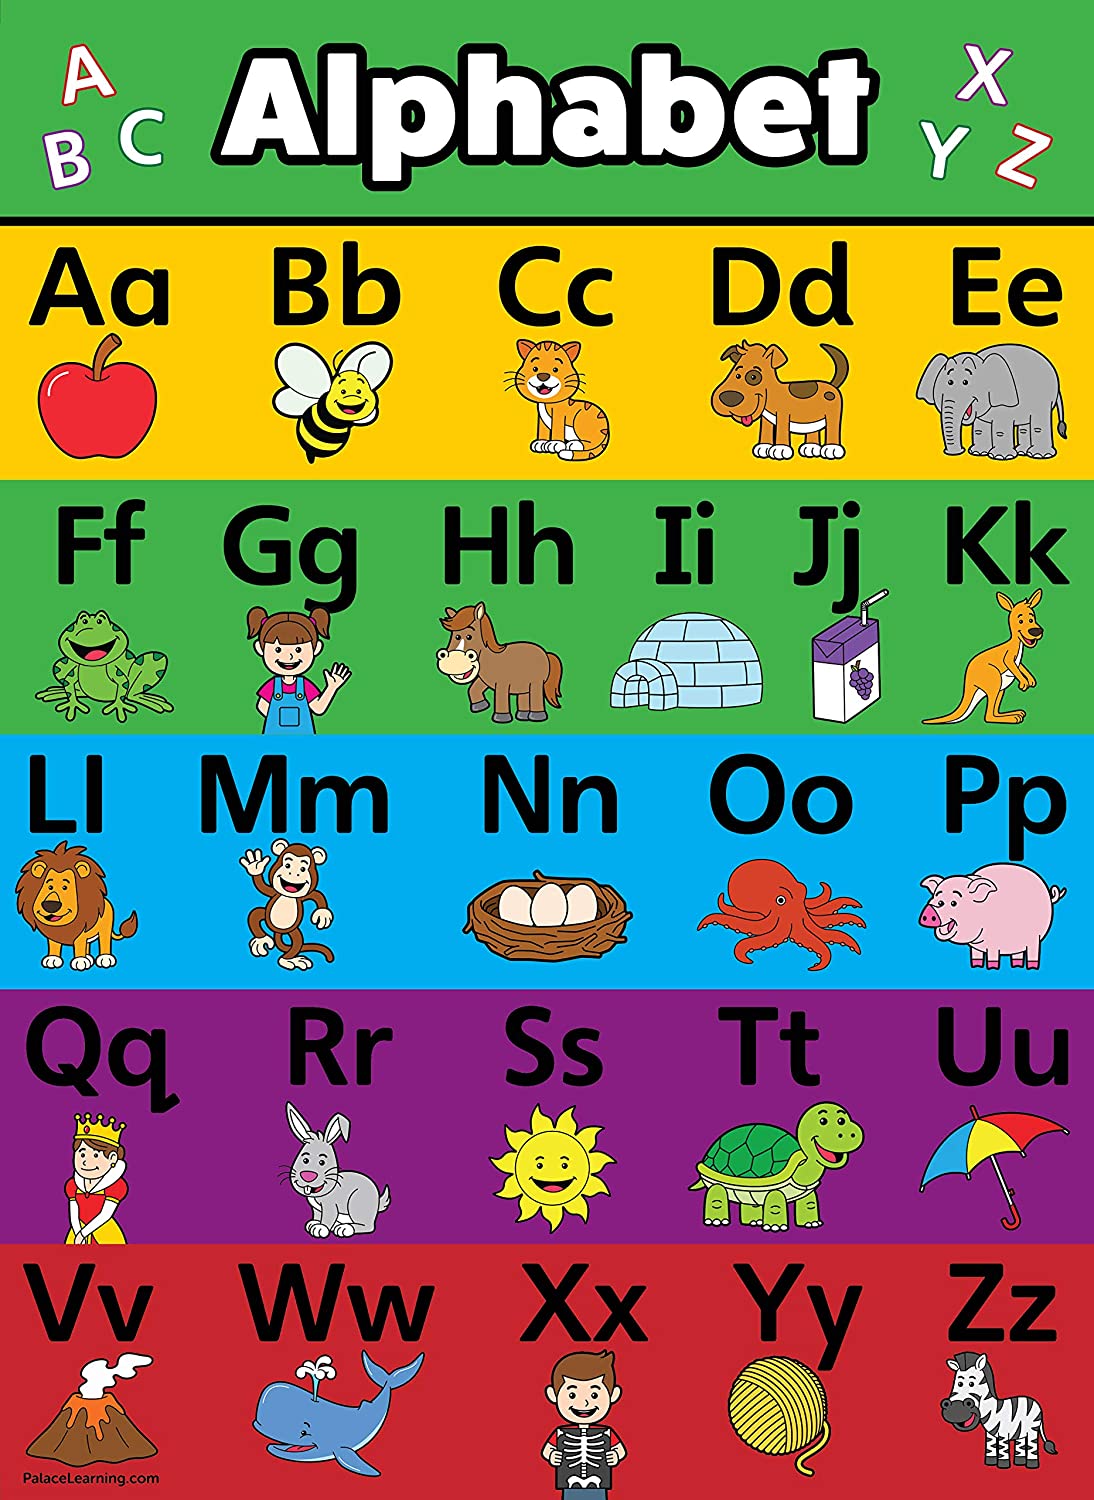 A
B C
Alphabet
X
Y Z
Aa Bb Cc Dd Ee
Ff Gg Hh Ii Jj Kk
Ll Mm Nn Oo Pp
Qq Rr Ss Tt Uu
Vv Ww Xx Yy Zz
PalaceLearning.com